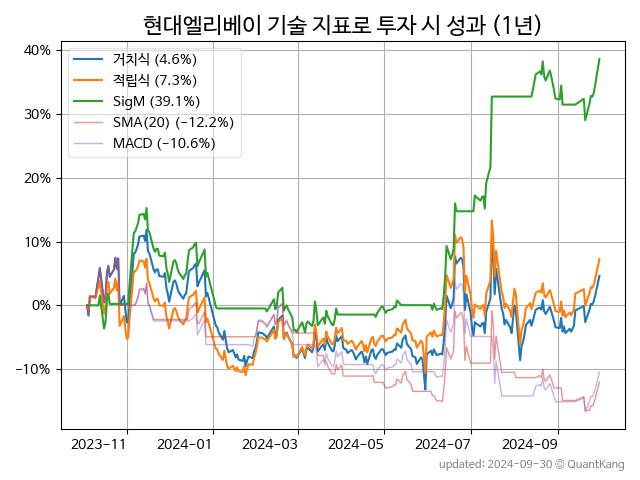 현대엘리베이 기술 지표로 투자 시 성과 (1년)
40%
30%
20%
10%
0%
−10%
거치식 (4.6%)
적립식 (7.3%)
SigM (39.1%)
SMA(20) (−12.2%)
MACD (−10.6%)
2023-11
2024-01
2024-03
2024-05
2024-07
2024-09
updated: 2024-09-30 © QuantKang